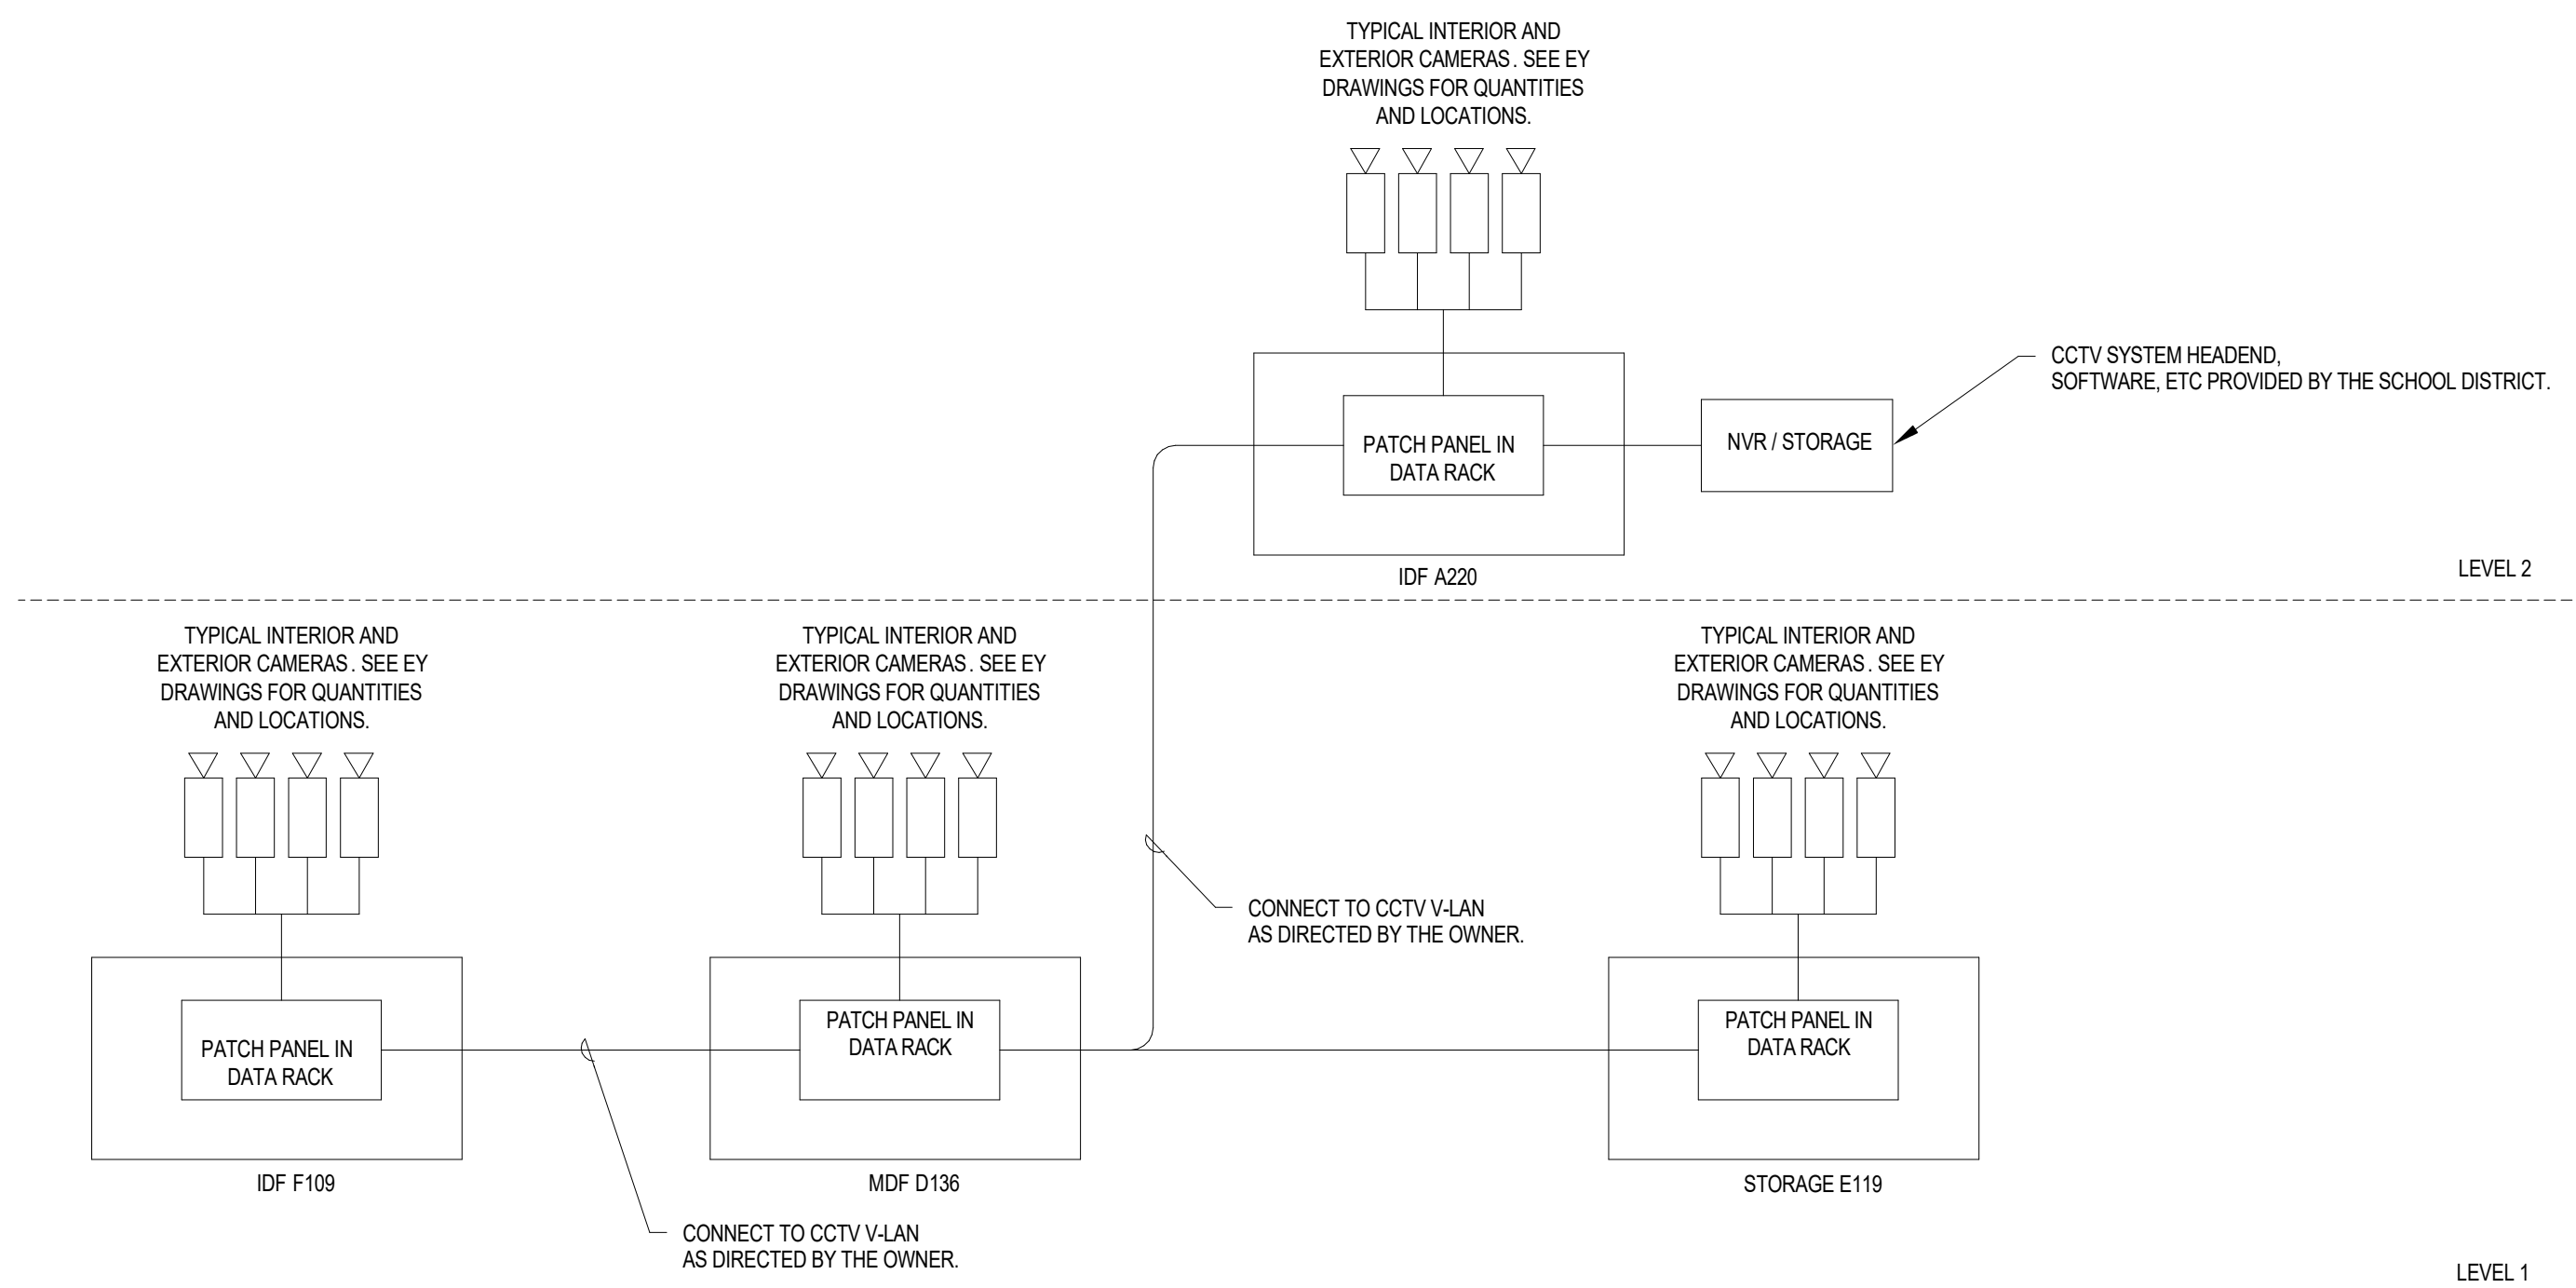 TYPICAL INTERIOR AND
EXTERIOR CAMERAS. SEE EY
DRAWINGS FOR QUANTITIES
AND LOCATIONS.
CCTV SYSTEM HEADEND,
SOFTWARE, ETC PROVIDED BY THE SCHOOL DISTRICT.
PATCH PANEL IN
DATA RACK
NVR / STORAGE
IDF A220
LEVEL 2
TYPICAL INTERIOR AND
EXTERIOR CAMERAS. SEE EY
DRAWINGS FOR QUANTITIES
AND LOCATIONS.
TYPICAL INTERIOR AND
EXTERIOR CAMERAS. SEE EY
DRAWINGS FOR QUANTITIES
AND LOCATIONS.
TYPICAL INTERIOR AND
EXTERIOR CAMERAS. SEE EY
DRAWINGS FOR QUANTITIES
AND LOCATIONS.
CONNECT TO CCTV V-LAN
AS DIRECTED BY THE OWNER.
PATCH PANEL IN
DATA RACK
PATCH PANEL IN
DATA RACK
PATCH PANEL IN
DATA RACK
IDF F109
MDF D136
STORAGE E119
CONNECT TO CCTV V-LAN
AS DIRECTED BY THE OWNER.
LEVEL 1